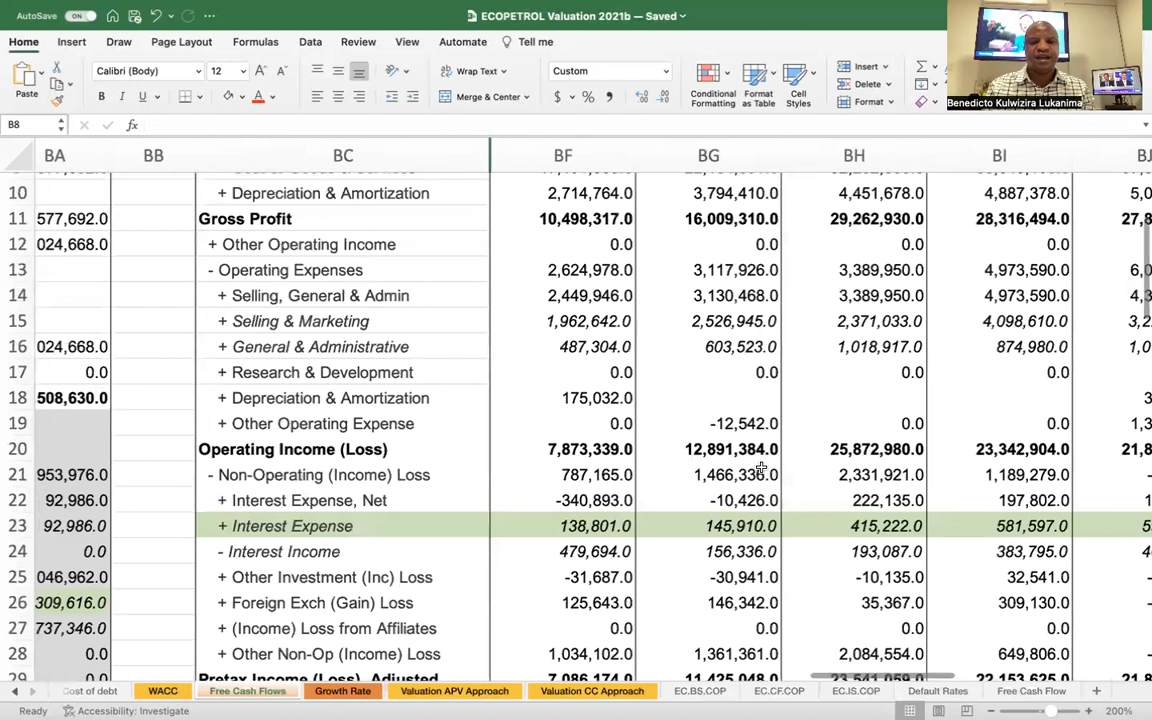 AutoSave ON ECOPETROL Valuation 2021b — Saved
Home Insert Draw Page Layout Formulas Data Review View Automate Tell me
Paste Calibri (Body) 12 Wrap Text Custom Insert
B I U Merge & Center $ % Conditional Formatting Format as Table Cell Styles Delete Format
Benedicto Kulwizira Lukanima
B8 fx
BA BB BC BF BG BH BI BJ
10 + Depreciation & Amortization 2,714,764.0 3,794,410.0 4,451,678.0 4,887,378.0 5,0
11 577,692.0 Gross Profit 10,498,317.0 16,009,310.0 29,262,930.0 28,316,494.0 27,8
12 024,668.0 + Other Operating Income 0.0 0.0 0.0 0.0
13 - Operating Expenses 2,624,978.0 3,117,926.0 3,389,950.0 4,973,590.0 6,0
14 + Selling, General & Admin 2,449,946.0 3,130,468.0 3,389,950.0 4,973,590.0 4,3
15 + Selling & Marketing 1,962,642.0 2,526,945.0 2,371,033.0 4,098,610.0 3,2
16 024,668.0 + General & Administrative 487,304.0 603,523.0 1,018,917.0 874,980.0 1,0
17 0.0 + Research & Development 0.0 0.0 0.0 0.0
18 508,630.0 + Depreciation & Amortization 175,032.0 3
19 + Other Operating Expense 0.0 -12,542.0 0.0 0.0 1,3
20 Operating Income (Loss) 7,873,339.0 12,891,384.0 25,872,980.0 23,342,904.0 21,8
21 953,976.0 - Non-Operating (Income) Loss 787,165.0 1,466,336.0 2,331,921.0 1,189,279.0 -
22 92,986.0 + Interest Expense, Net -340,893.0 -10,426.0 222,135.0 197,802.0 1
23 92,986.0 + Interest Expense 138,801.0 145,910.0 415,222.0 581,597.0 5
24 0.0 - Interest Income 479,694.0 156,336.0 193,087.0 383,795.0 4
25 046,962.0 + Other Investment (Inc) Loss -31,687.0 -30,941.0 -10,135.0 32,541.0 -
26 309,616.0 + Foreign Exch (Gain) Loss 125,643.0 146,342.0 35,367.0 309,130.0 -
27 737,346.0 + (Income) Loss from Affiliates 0.0 0.0 0.0 0.0
28 0.0 + Other Non-Op (Income) Loss 1,034,102.0 1,361,361.0 2,084,554.0 649,806.0 -
29 Pretax Income (Loss), Adjusted 7,086,174.0 11,425,048.0 23,541,059.0 22,153,625.0
Cost of debt WACC Free Cash Flows Growth Rate Valuation APV Approach Valuation CC Approach EC.BS.COP EC.CF.COP EC.IS.COP Default Rates Free Cash Flow +
Ready Accessibility: Investigate 200%